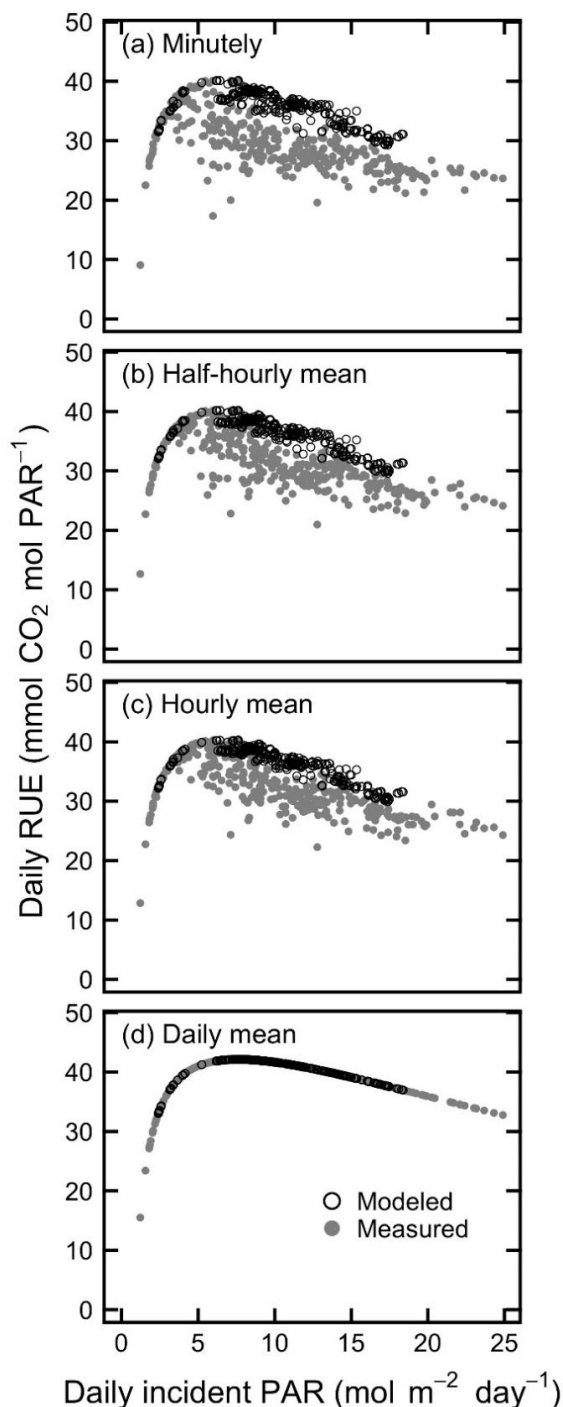 (a) Minutely
50
40
30
20
10
0
(b) Half-hourly mean
50
40
30
20
10
0
(c) Hourly mean
50
40
30
20
10
0
(d) Daily mean
50
40
30
20
10
0
Modeled
Measured
0 5 10 15 20 25
Daily incident PAR (mol m⁻² day⁻¹)
Daily RUE (mmol CO₂ mol PAR⁻¹)